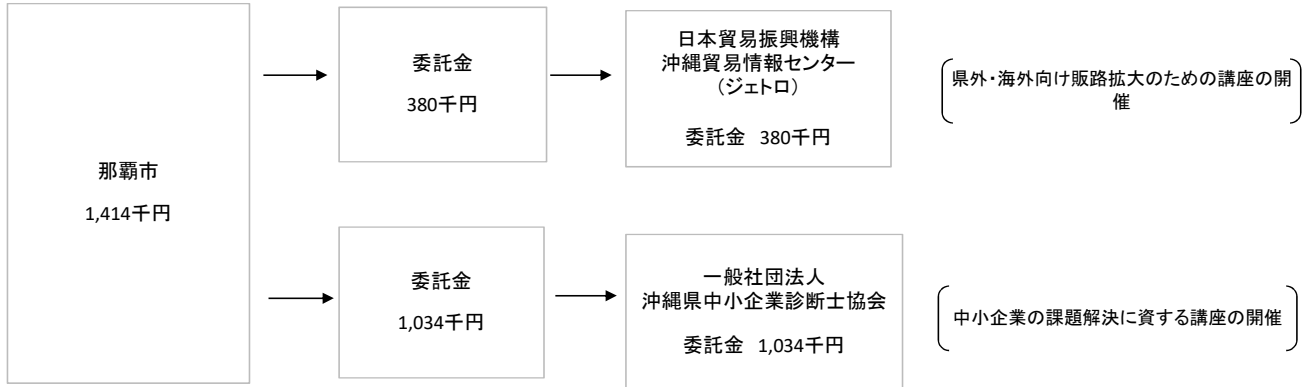 那覇市
1,414千円
委託金
380千円
日本貿易振興機構
沖縄貿易情報センター
（ジェトロ）
委託金 380千円
県外・海外向け販路拡大のための講座の開
催
委託金
1,034千円
一般社団法人
沖縄県中小企業診断士協会
委託金 1,034千円
中小企業の課題解決に資する講座の開催